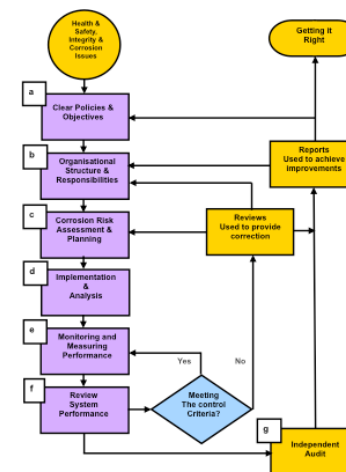 Health &
Safety,
Integrity &
Corrosion
Issues
Getting it
Right
a
Clear Policies &
Objectives
b
Organisational
Structure &
Responsibilities
Reports
Used to achieve
improvements
c
Corrosion Risk
Assessment &
Planning
Reviews
Used to provide
correction
d
Implementation
&
Analysis
e
Monitoring and
Measuring
Performance
Yes
No
f
Review
System
Performance
Meeting
The control
Criteria?
g
Independent
Audit